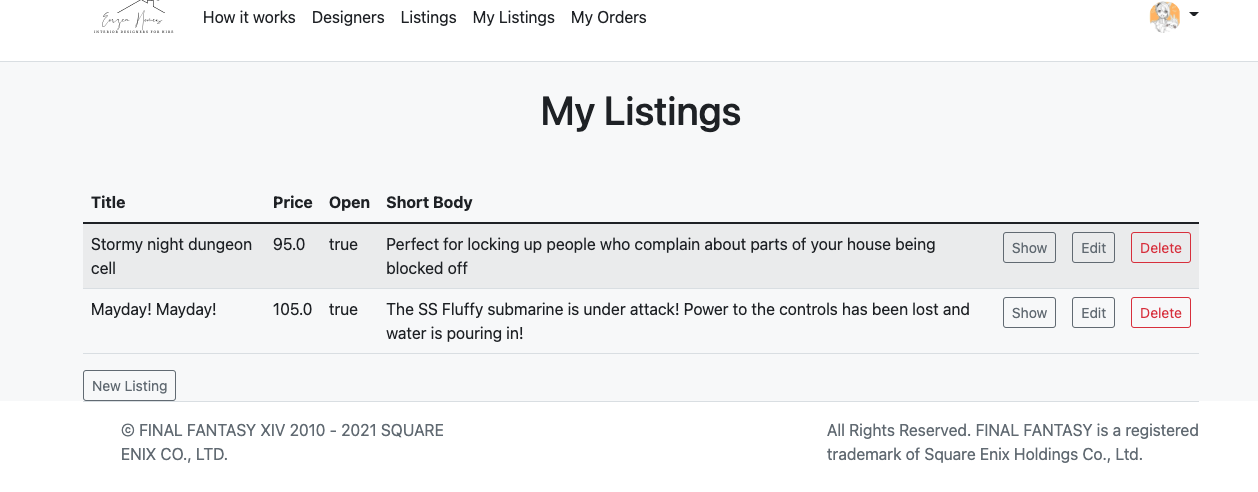 Eorzea Homes
INTERIOR DESIGNERS FOR HIRE
How it works Designers Listings My Listings My Orders
My Listings
Title Price Open Short Body
Stormy night dungeon cell 95.0 true Perfect for locking up people who complain about parts of your house being
blocked off Show Edit Delete
Mayday! Mayday! 105.0 true The SS Fluffy submarine is under attack! Power to the controls has been lost and
water is pouring in! Show Edit Delete
New Listing
© FINAL FANTASY XIV 2010 - 2021 SQUARE
ENIX CO., LTD.
All Rights Reserved. FINAL FANTASY is a registered
trademark of Square Enix Holdings Co., Ltd.